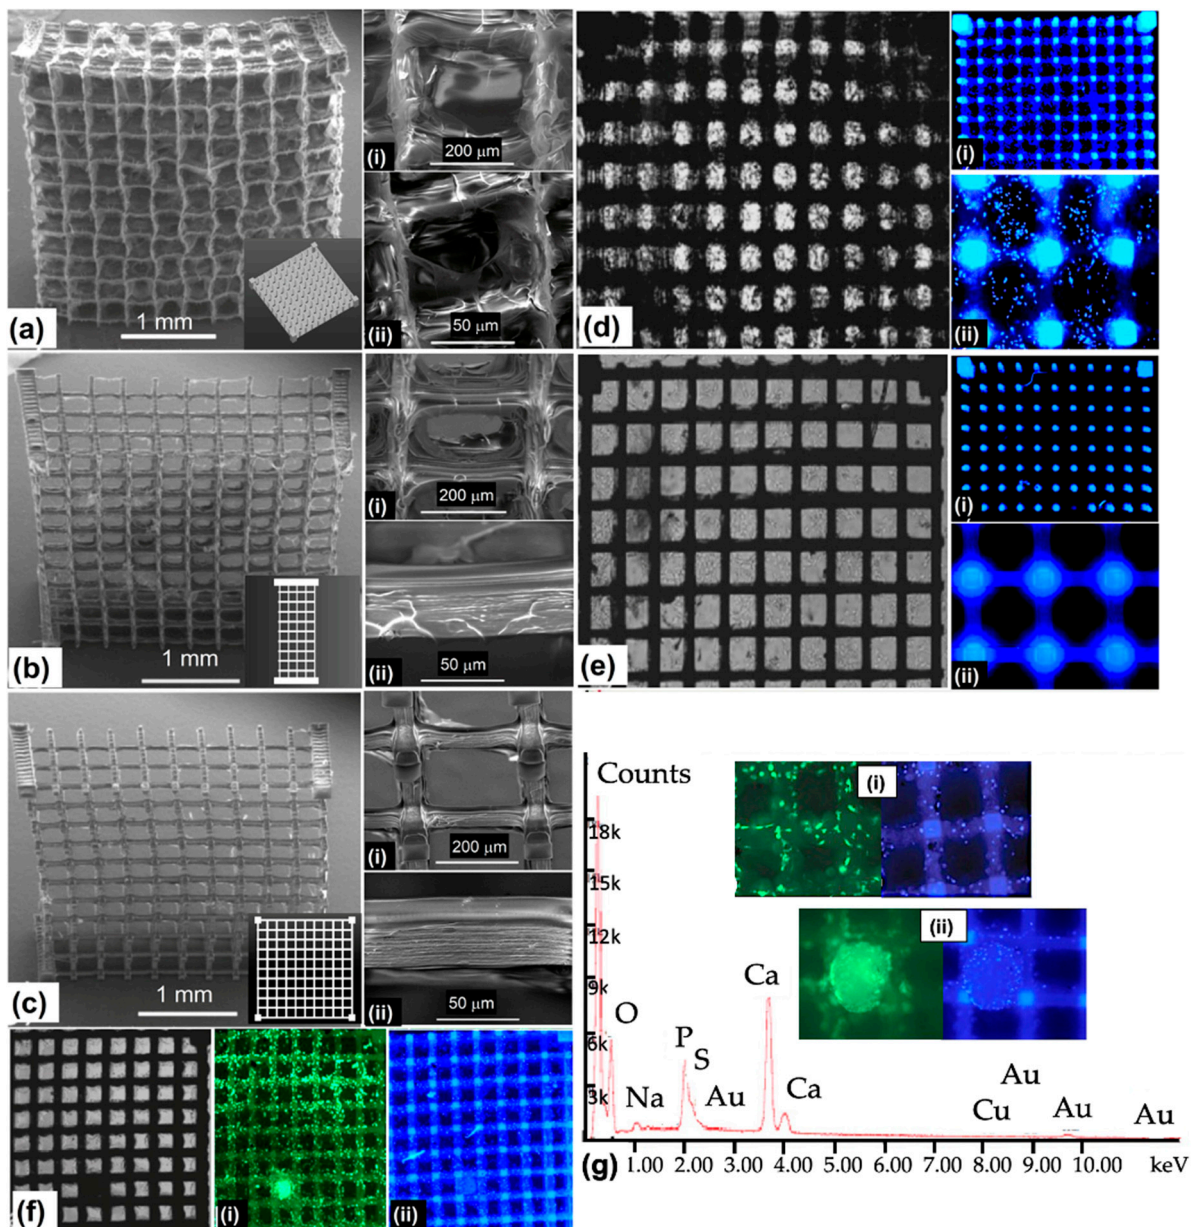 (a)
1 mm
(i)
200 μm
(ii)
50 μm
(b)
1 mm
(i)
200 μm
(ii)
50 μm
(c)
1 mm
(i)
200 μm
(ii)
50 μm
(d)
(i)
(ii)
(e)
(i)
(ii)
(f)
(i)
(ii)
(g)
Counts
18k
15k
12k
9k
6k
3k
O
Na
P
S
Au
Ca
Ca
Cu
Au
Au
Au
(i)
(ii)
1.00 2.00 3.00 4.00 5.00 6.00 7.00 8.00 9.00 10.00 keV